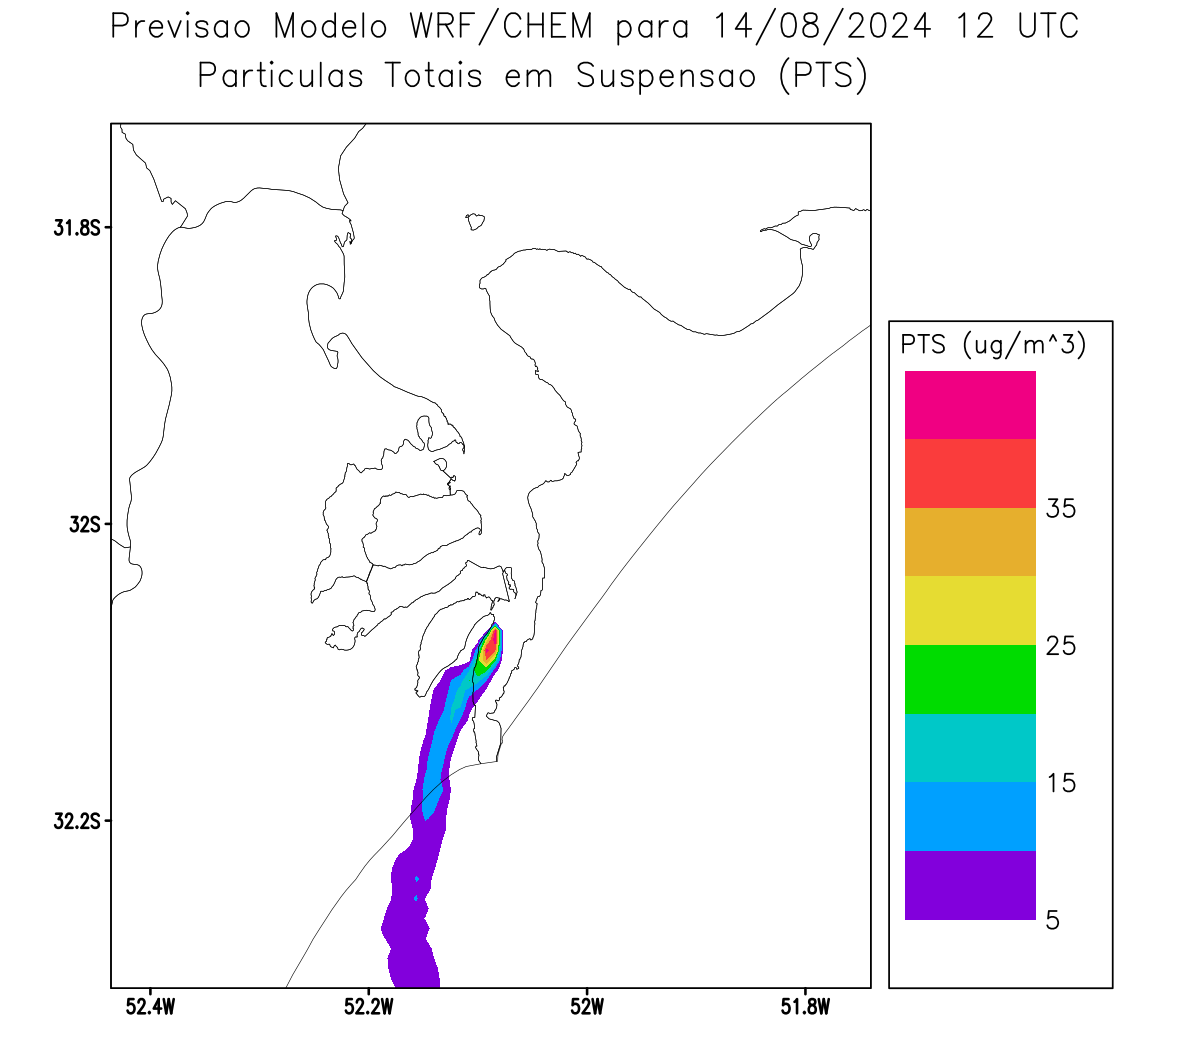 Previsao Modelo WRF/CHEM para 14/08/2024 12 UTC
Particulas Totais em Suspensao (PTS)
31.8S
32S
32.2S
52.4W
52.2W
52W
51.8W
PTS (ug/m^3)
35
25
15
5